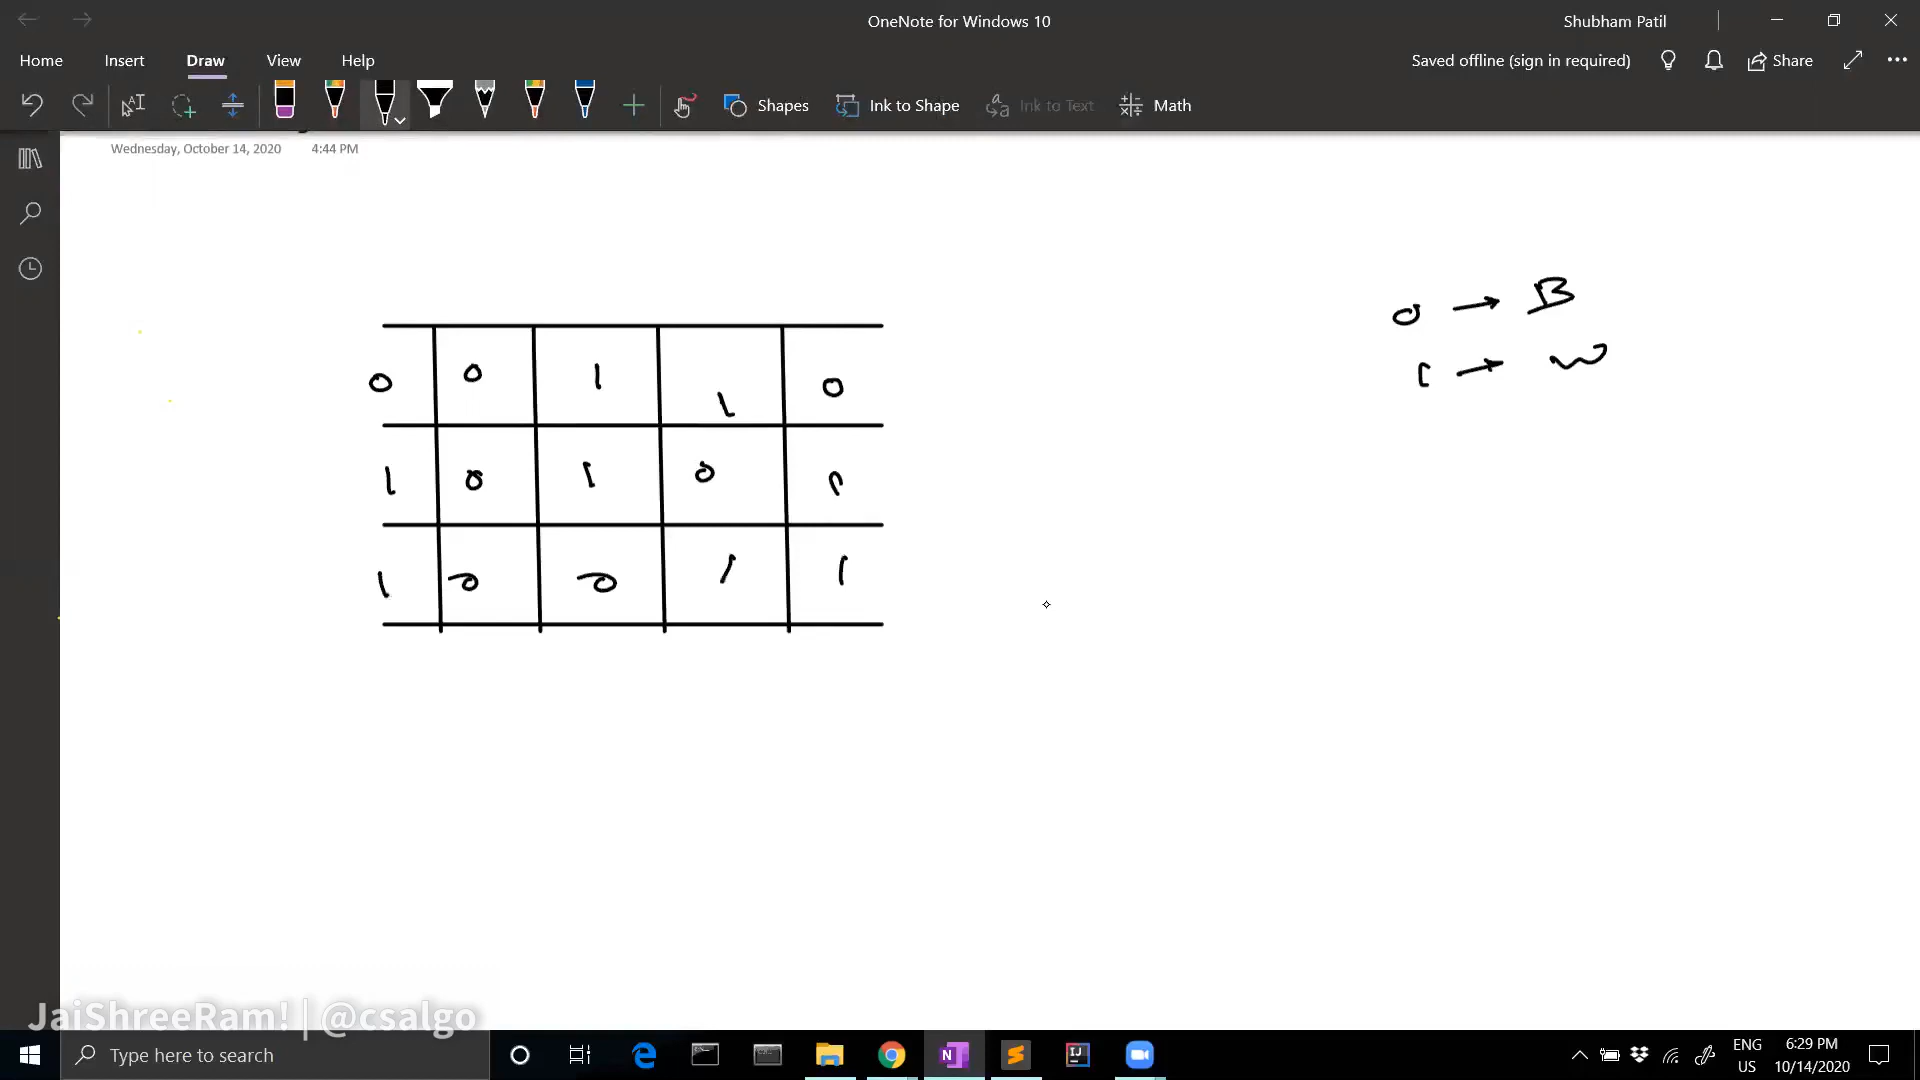 OneNote for Windows 10
Shubham Patil
Home Insert Draw View Help
Saved offline (sign in required) Share
Shapes Ink to Shape Ink to Text Math
Wednesday, October 14, 2020 4:44 PM
0 → B
1 → W
0 0 1 1 0
1 0 1 0 1
1 0 0 1 1
JaiShreeRam! | @csalgo
Type here to search
ENG
US
6:29 PM
10/14/2020